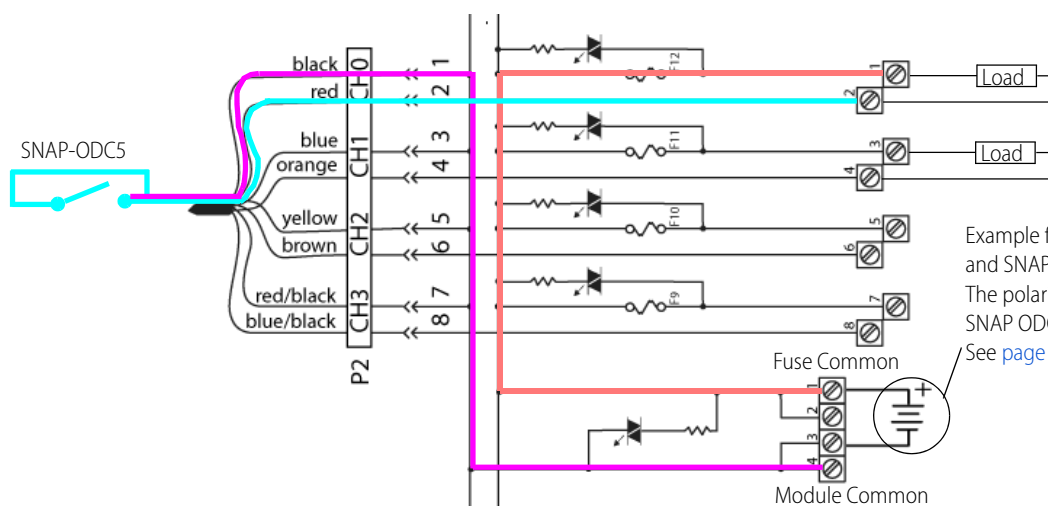 SNAP-ODC5
black
red
blue
orange
yellow
brown
red/black
blue/black
CH0
CH1
CH2
CH3
P2
1
2
3
4
5
6
7
8
F12
F11
F10
F9
1
2
3
4
5
6
7
8
Load
Load
Example f
and SNAP
The polar
SNAP ODC
See page
Fuse Common
1
2
3
4
+
Module Common